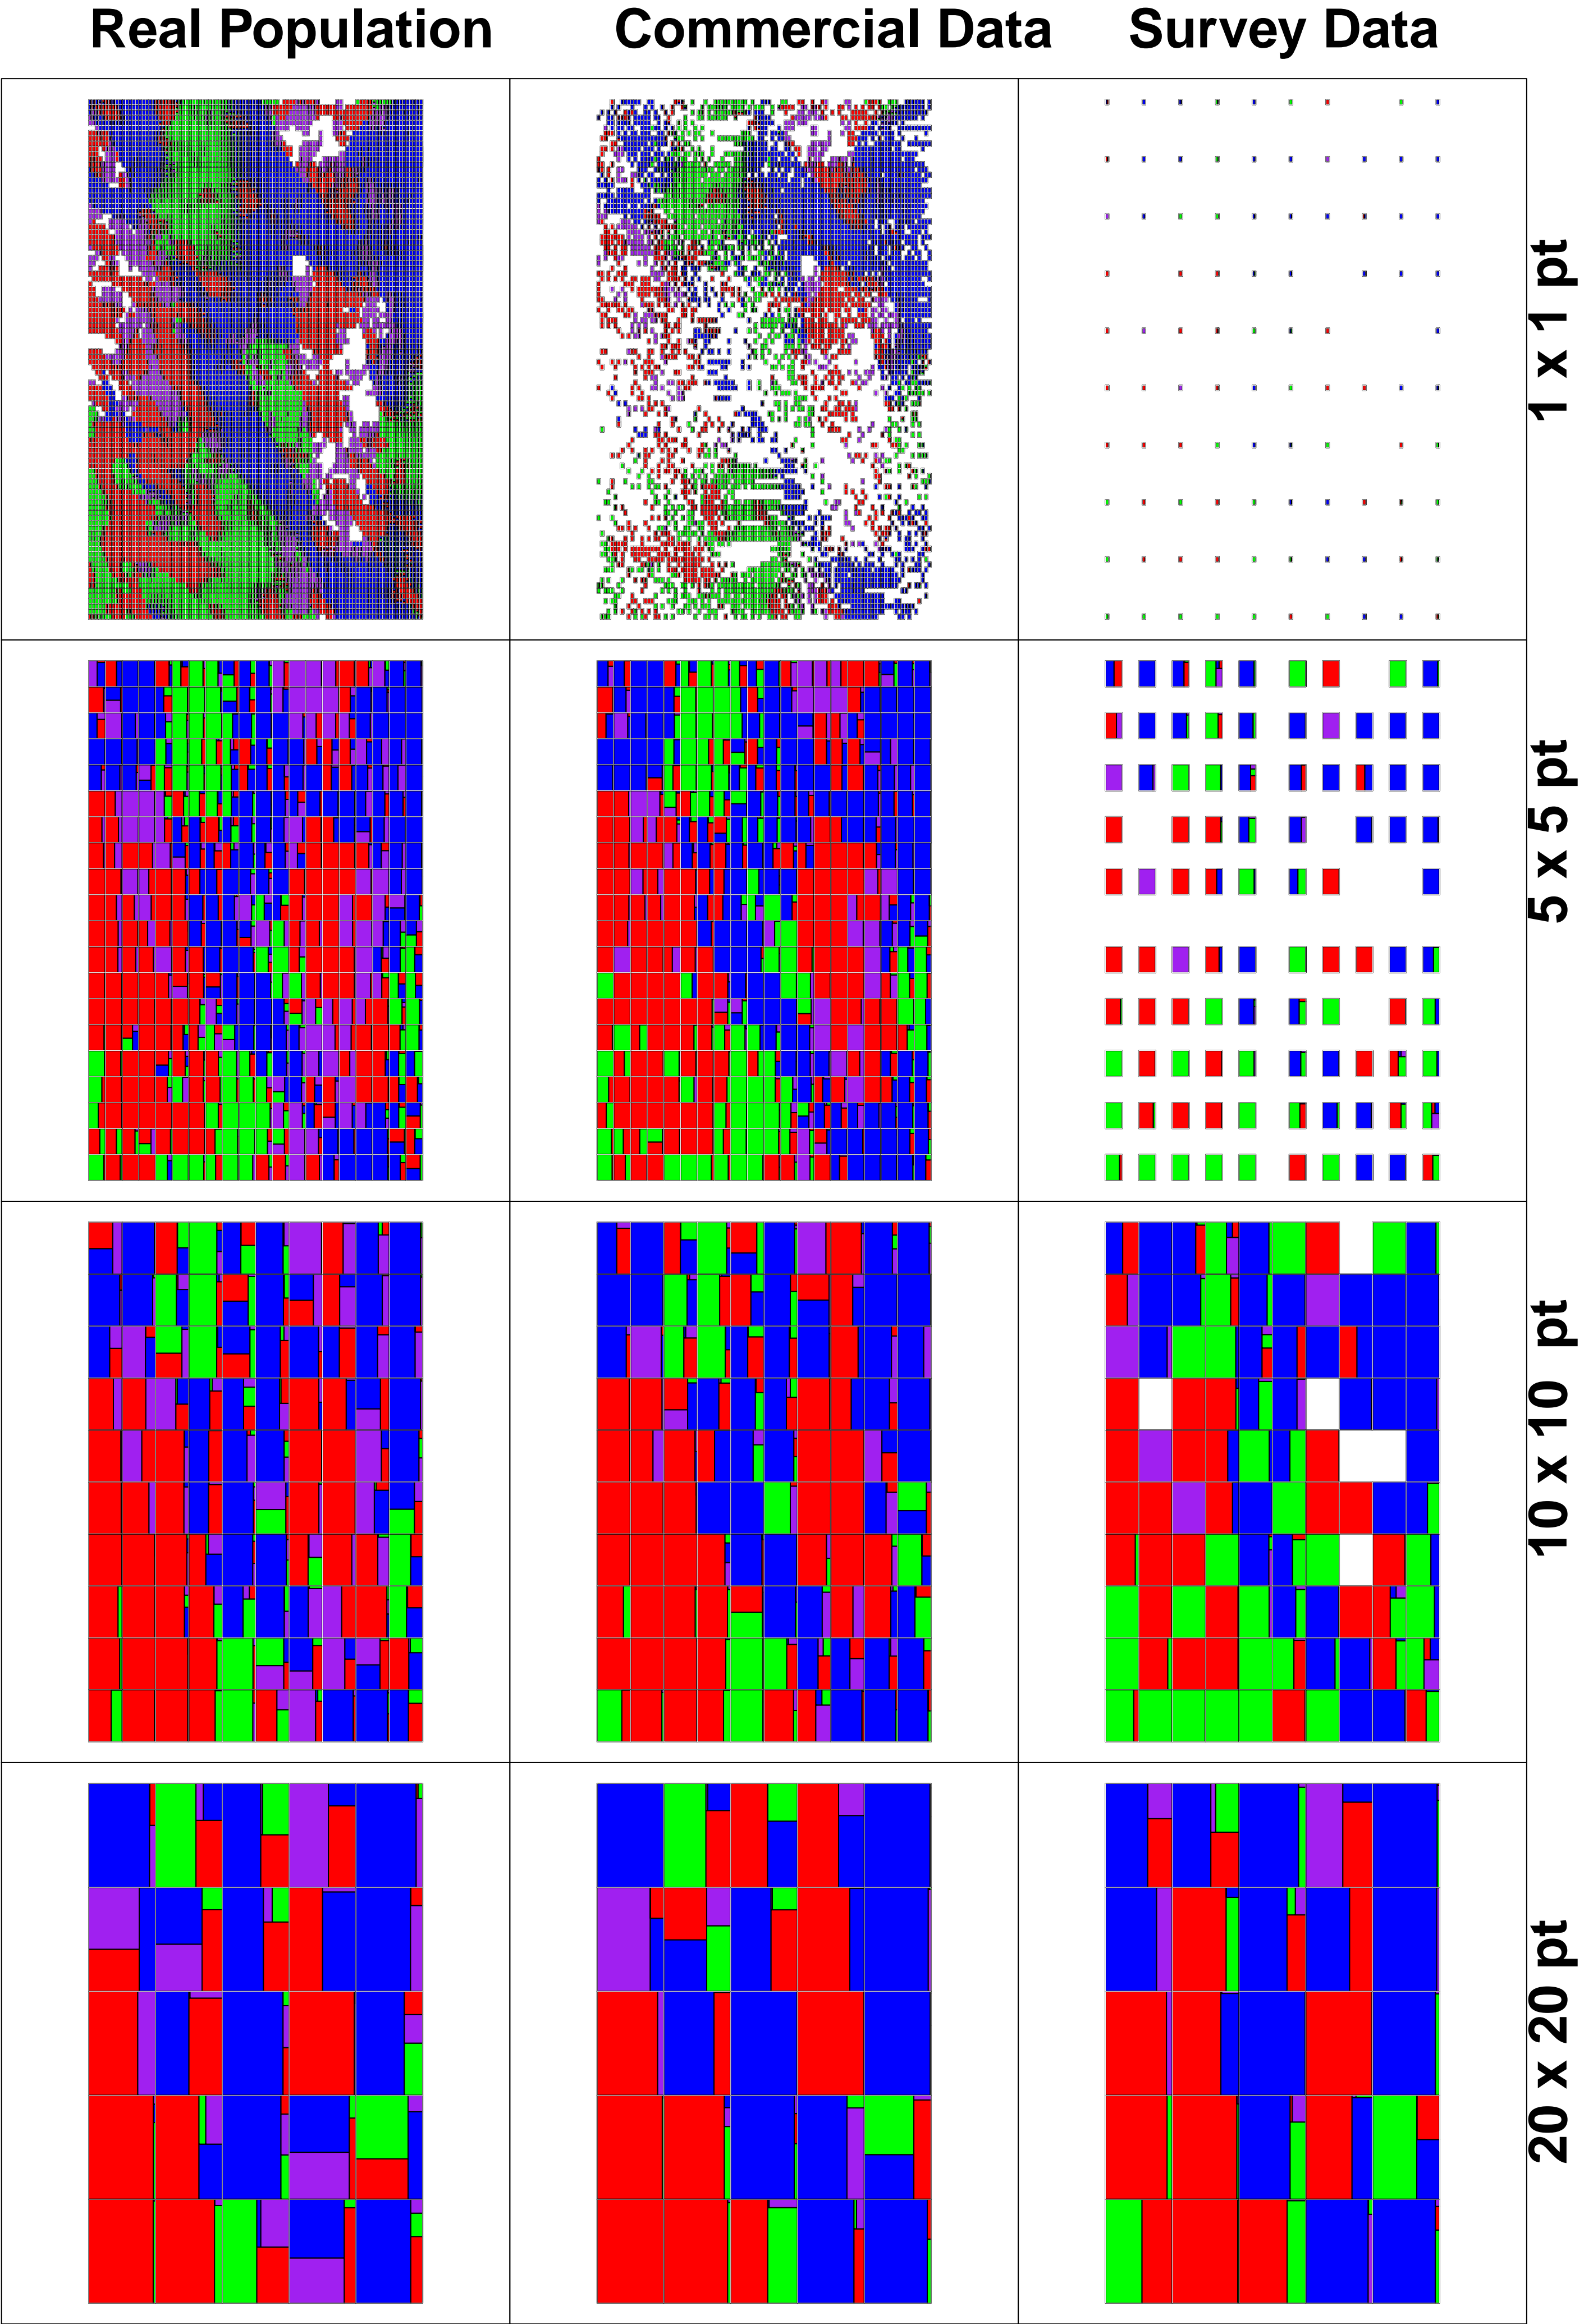 Real Population
Commercial Data
Survey Data
1 x 1 pt
5 x 5 pt
10 x 10 pt
20 x 20 pt